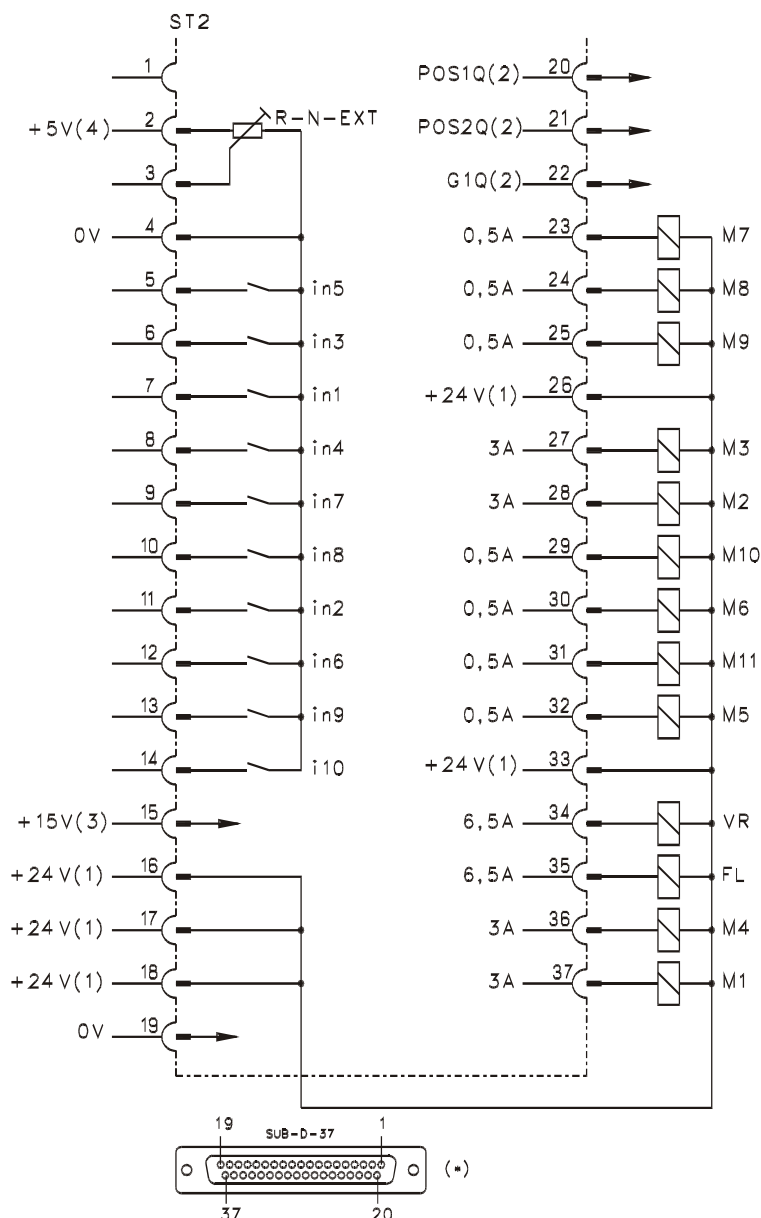 ST2
1
+5V(4) 2 R-N-EXT
3
0V 4
5 in5
6 in3
7 in1
8 in4
9 in7
10 in8
11 in2
12 in6
13 in9
14 i10
+15V(3) 15
+24V(1) 16
+24V(1) 17
+24V(1) 18
0V 19
POS1Q(2) 20
POS2Q(2) 21
G1Q(2) 22
0,5A 23 M7
0,5A 24 M8
0,5A 25 M9
+24V(1) 26
3A 27 M3
3A 28 M2
0,5A 29 M10
0,5A 30 M6
0,5A 31 M11
0,5A 32 M5
+24V(1) 33
6,5A 34 VR
6,5A 35 FL
3A 36 M4
3A 37 M1
19 SUB-D-37 1
(*)
37 20